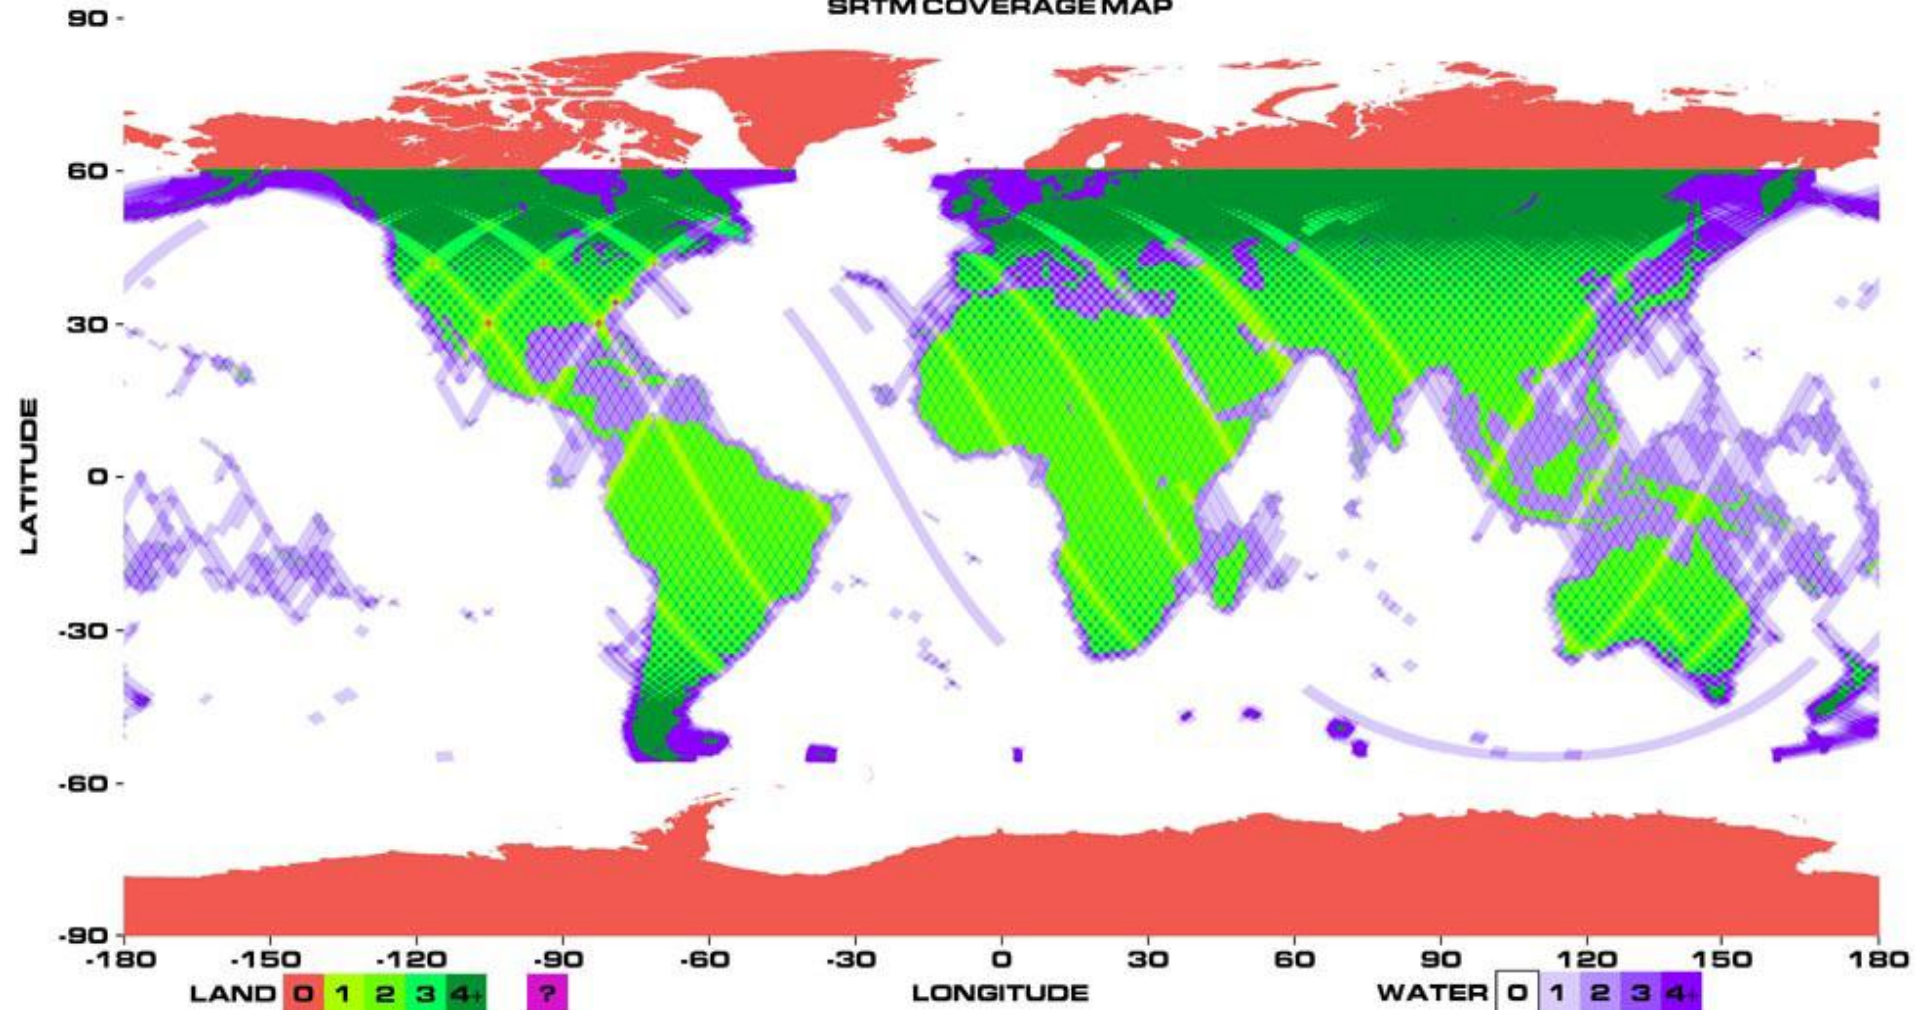 SRTM COVERAGE MAP
90
60
30
0
-30
-60
-90
LATITUDE
-180 -150 -120 -90 -60 -30 0 30 60 90 120 150 180
LAND 0 1 2 3 4+ ? LONGITUDE WATER 0 1 2 3 4+